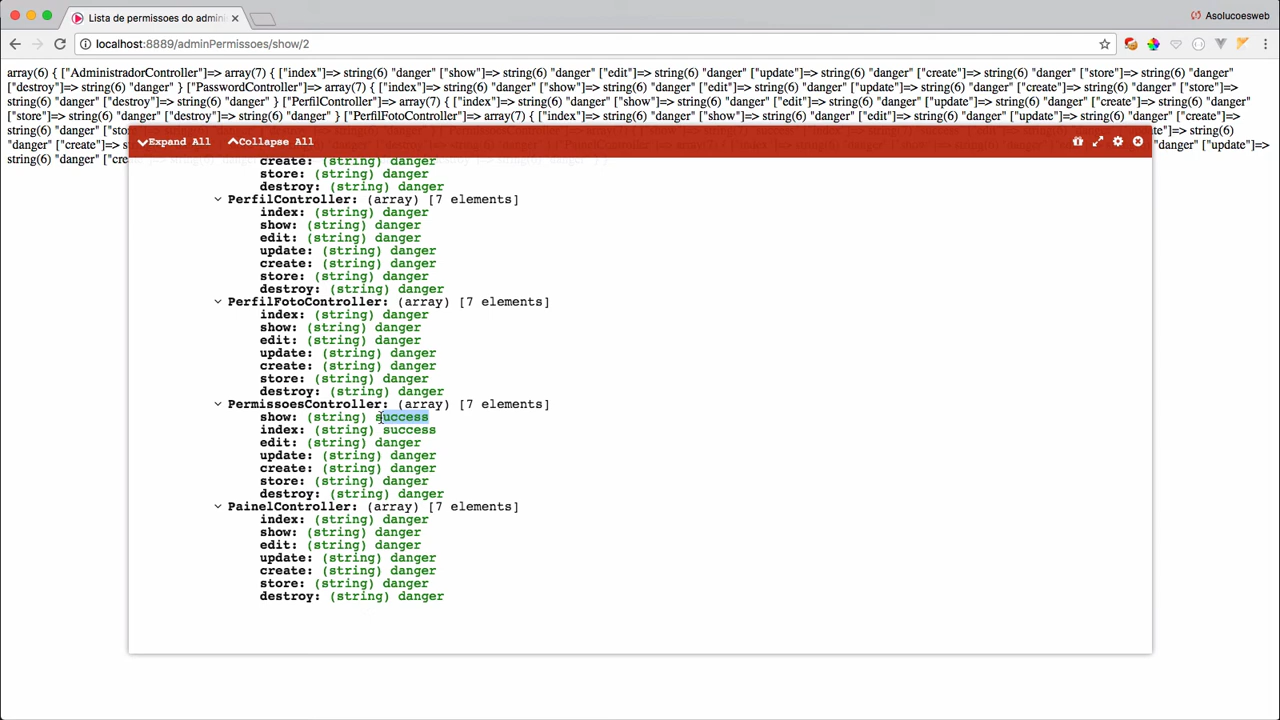 Lista de permissoes do admin
Asolucoesweb
localhost:8889/adminPermissoes/show/2
array(6) { ["AdministradorController"]=> array(7) { ["index"]=> string(6) "danger" ["show"]=> string(6) "danger" ["edit"]=> string(6) "danger" ["update"]=> string(6) "danger" ["create"]=> string(6) "danger" ["store"]=> string(6) "danger"
["destroy"]=> string(6) "danger" } ["PasswordController"]=> array(7) { ["index"]=> string(6) "danger" ["show"]=> string(6) "danger" ["edit"]=> string(6) "danger" ["update"]=> string(6) "danger" ["create"]=> string(6) "danger" ["store"]=>
string(6) "danger" ["destroy"]=> string(6) "danger" } ["PerfilController"]=> array(7) { ["index"]=> string(6) "danger" ["show"]=> string(6) "danger" ["edit"]=> string(6) "danger" ["update"]=> string(6) "danger" ["create"]=> string(6) "danger"
["store"]=> string(6) "danger" ["destroy"]=> string(6) "danger" } ["PerfilFotoController"]=> array(7) { ["index"]=> string(6) "danger" ["show"]=> string(6) "danger" ["edit"]=> string(6) "danger" ["update"]=> string(6) "danger"
["create"]=> string(6) "danger"
"danger" ["create"]=> string(6) "danger" ["update"]=>
string(6) "danger"
Expand All Collapse All
create: (string) danger
store: (string) danger
destroy: (string) danger
PerfilController: (array) [7 elements]
index: (string) danger
show: (string) danger
edit: (string) danger
update: (string) danger
create: (string) danger
store: (string) danger
destroy: (string) danger
PerfilFotoController: (array) [7 elements]
index: (string) danger
show: (string) danger
edit: (string) danger
update: (string) danger
create: (string) danger
store: (string) danger
destroy: (string) danger
PermissoesController: (array) [7 elements]
show: (string) success
index: (string) success
edit: (string) danger
update: (string) danger
create: (string) danger
store: (string) danger
destroy: (string) danger
PainelController: (array) [7 elements]
index: (string) danger
show: (string) danger
edit: (string) danger
update: (string) danger
create: (string) danger
store: (string) danger
destroy: (string) danger